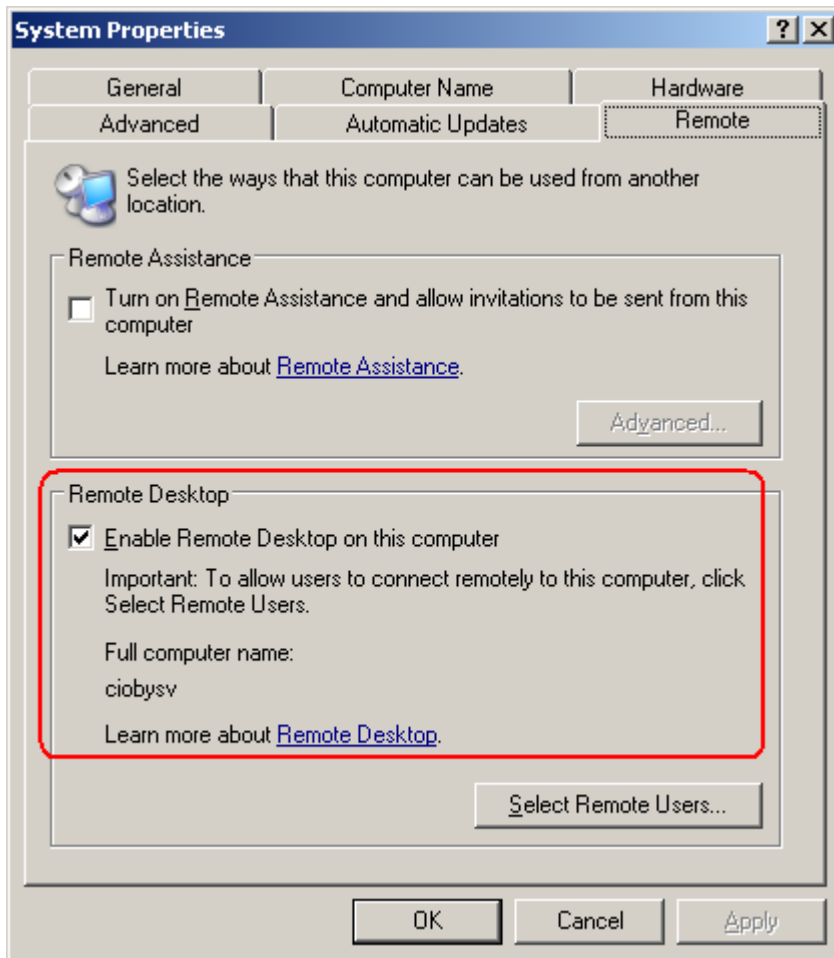 System Properties
General Computer Name Hardware
Advanced Automatic Updates Remote
Select the ways that this computer can be used from another
location.
Remote Assistance
Turn on Remote Assistance and allow invitations to be sent from this
computer
Learn more about Remote Assistance.
Advanced...
Remote Desktop
Enable Remote Desktop on this computer
Important: To allow users to connect remotely to this computer, click
Select Remote Users.
Full computer name:
ciobysv
Learn more about Remote Desktop.
Select Remote Users...
OK Cancel Apply